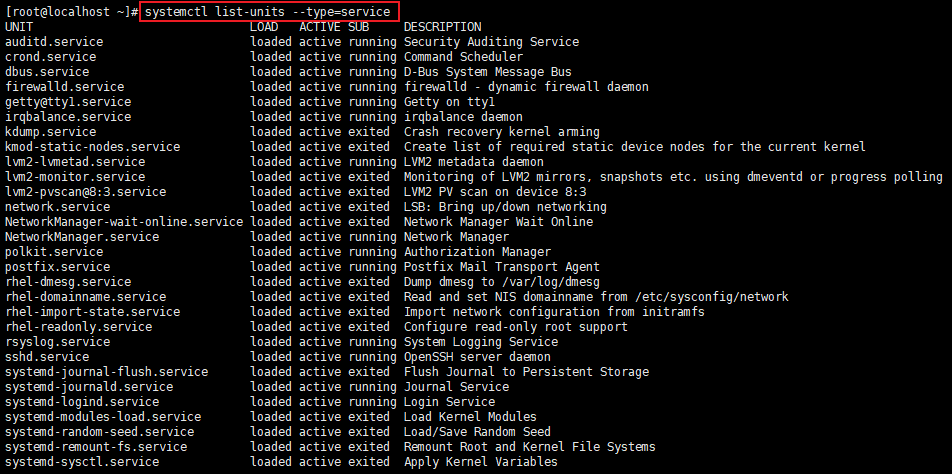 [root@localhost ~]# systemctl list-units --type=service
UNIT LOAD ACTIVE SUB DESCRIPTION
auditd.service loaded active running Security Auditing Service
crond.service loaded active running Command Scheduler
dbus.service loaded active running D-Bus System Message Bus
firewalld.service loaded active running firewalld - dynamic firewall daemon
getty@tty1.service loaded active running Getty on tty1
irqbalance.service loaded active running irqbalance daemon
kdump.service loaded active exited Crash recovery kernel arming
kmod-static-nodes.service loaded active exited Create list of required static device nodes for the current kernel
lvm2-lvmetad.service loaded active running LVM2 metadata daemon
lvm2-monitor.service loaded active exited Monitoring of LVM2 mirrors, snapshots etc. using dmeventd or progress polling
lvm2-pvscan@8:3.service loaded active exited LVM2 PV scan on device 8:3
network.service loaded active exited LSB: Bring up/down networking
NetworkManager-wait-online.service loaded active exited Network Manager Wait Online
NetworkManager.service loaded active running Network Manager
polkit.service loaded active running Authorization Manager
postfix.service loaded active running Postfix Mail Transport Agent
rhel-dmesg.service loaded active exited Dump dmesg to /var/log/dmesg
rhel-domainname.service loaded active exited Read and set NIS domainname from /etc/sysconfig/network
rhel-import-state.service loaded active exited Import network configuration from initramfs
rhel-readonly.service loaded active exited Configure read-only root support
rsyslog.service loaded active running System Logging Service
sshd.service loaded active running OpenSSH server daemon
systemd-journal-flush.service loaded active exited Flush Journal to Persistent Storage
systemd-journald.service loaded active running Journal Service
systemd-logind.service loaded active running Login Service
systemd-modules-load.service loaded active exited Load Kernel Modules
systemd-random-seed.service loaded active exited Load/Save Random Seed
systemd-remount-fs.service loaded active exited Remount Root and Kernel File Systems
systemd-sysctl.service loaded active exited Apply Kernel Variables